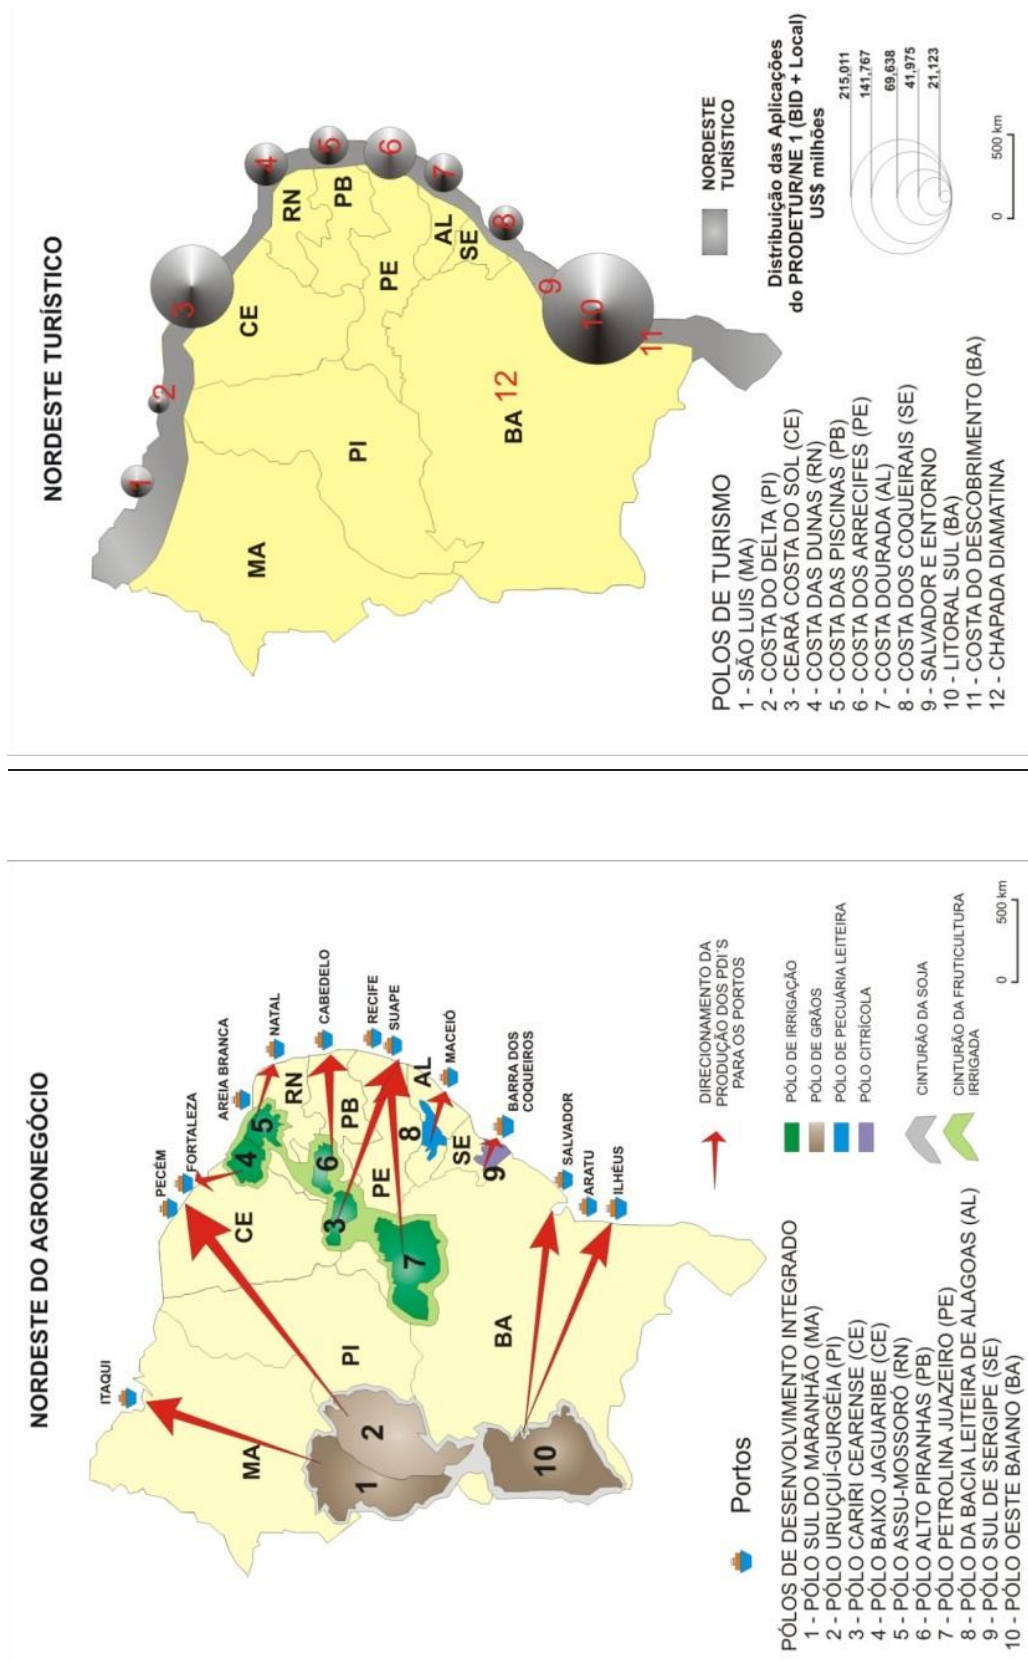 NORDESTE DO AGRONEGÓCIO
ITAQUI
PECÉM
FORTALEZA
AREIA BRANCA
NATAL
CABEDELO
RECIFE
SUAPE
MACEIÓ
BARRA DOS
COQUEIROS
SALVADOR
ARATU
ILHÉUS
MA
PI
CE
RN
PB
PE
AL
SE
BA
1
2
3
4
5
6
7
8
9
10
Portos
PÓLOS DE DESENVOLVIMENTO INTEGRADO
1 - PÓLO SUL DO MARANHÃO (MA)
2 - PÓLO URUÇUÍ-GURGÉIA (PI)
3 - PÓLO CARIRI CEARENSE (CE)
4 - PÓLO BAIXO JAGUARIBE (CE)
5 - PÓLO ASSU-MOSSORÓ (RN)
6 - PÓLO ALTO PIRANHAS (PB)
7 - PÓLO PETROLINA JUAZEIRO (PE)
8 - PÓLO DA BACIA LEITEIRA DE ALAGOAS (AL)
9 - PÓLO SUL DE SERGIPE (SE)
10 - PÓLO OESTE BAIANO (BA)
DIRECIONAMENTO DA
PRODUÇÃO DOS PDI'S
PARA OS PORTOS
PÓLO DE IRRIGAÇÃO
PÓLO DE GRÃOS
PÓLO DE PECUÁRIA LEITEIRA
PÓLO CITRÍCOLA
CINTURÃO DA SOJA
CINTURÃO DA FRUTICULTURA
IRRIGADA
0 500 km
NORDESTE TURÍSTICO
MA
PI
CE
RN
PB
PE
AL
SE
BA
1
2
3
4
5
6
7
8
9
10
11
12
POLOS DE TURISMO
1 - SÃO LUIS (MA)
2 - COSTA DO DELTA (PI)
3 - CEARÁ COSTA DO SOL (CE)
4 - COSTA DAS DUNAS (RN)
5 - COSTA DAS PISCINAS (PB)
6 - COSTA DOS ARRECIFES (PE)
7 - COSTA DOURADA (AL)
8 - COSTA DOS COQUEIRAIS (SE)
9 - SALVADOR E ENTORNO
10 - LITORAL SUL (BA)
11 - COSTA DO DESCOBRIMENTO (BA)
12 - CHAPADA DIAMATINA
NORDESTE
TURÍSTICO
Distribuição das Aplicações
do PRODETUR/NE 1 (BID + Local)
US$ milhões
215,011
141,767
69,638
41,975
21,123
0 500 km